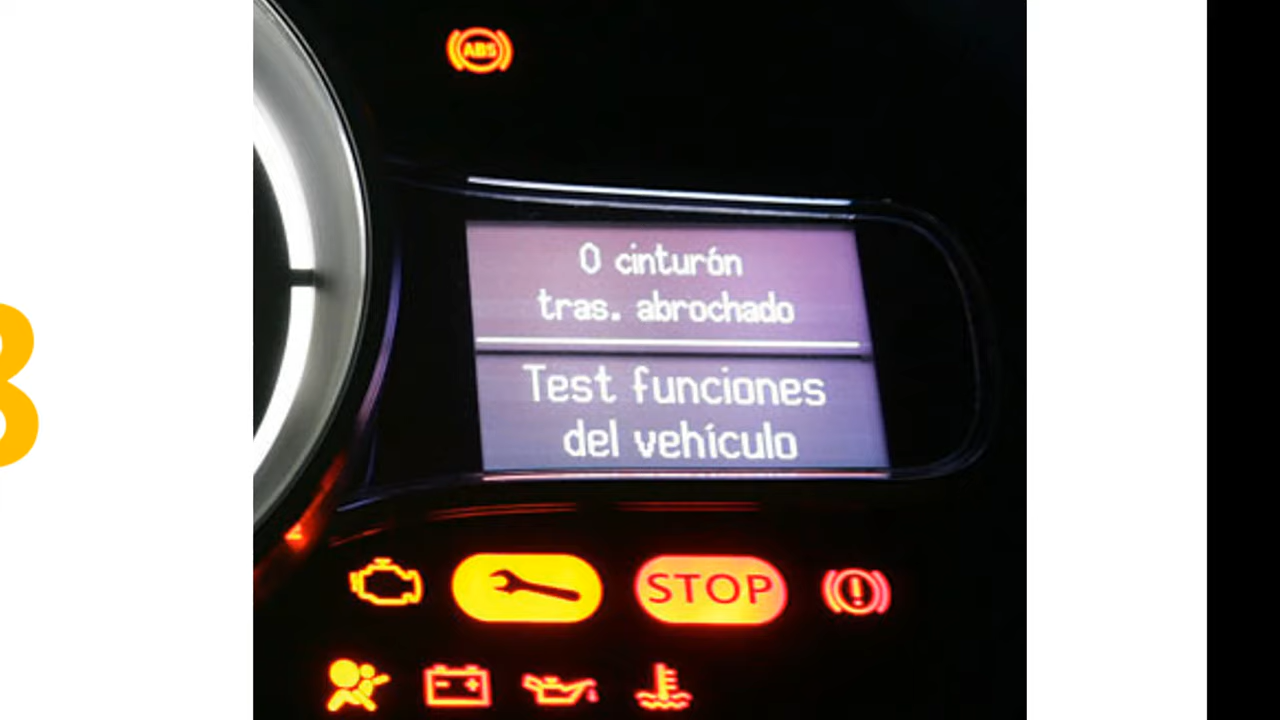 ABS
0 cinturón
tras. abrochado
Test funciones
del vehículo
STOP